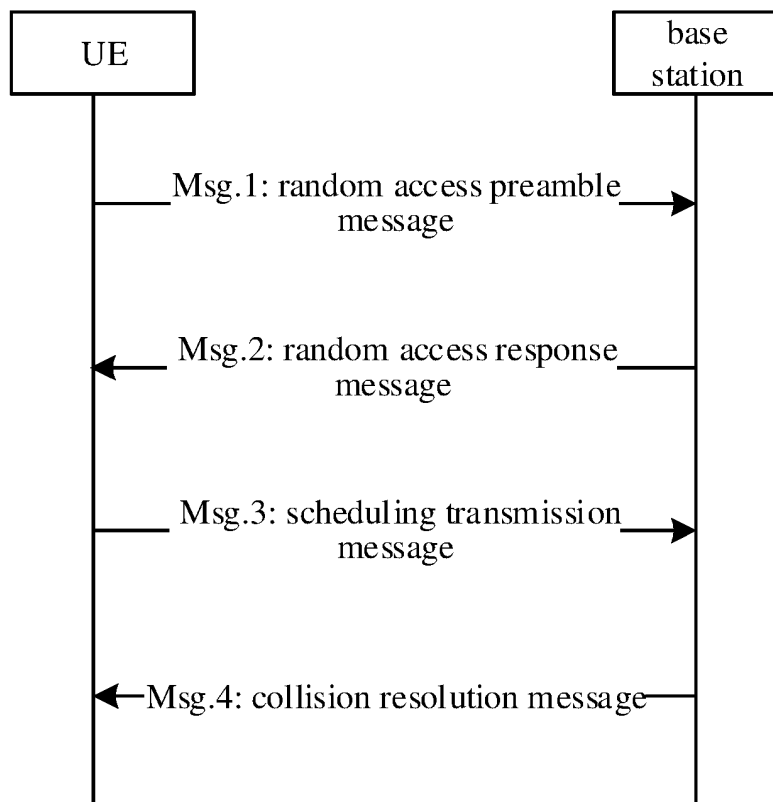 UE
base
station
Msg.1: random access preamble
message
Msg.2: random access response
message
Msg.3: scheduling transmission
message
Msg.4: collision resolution message